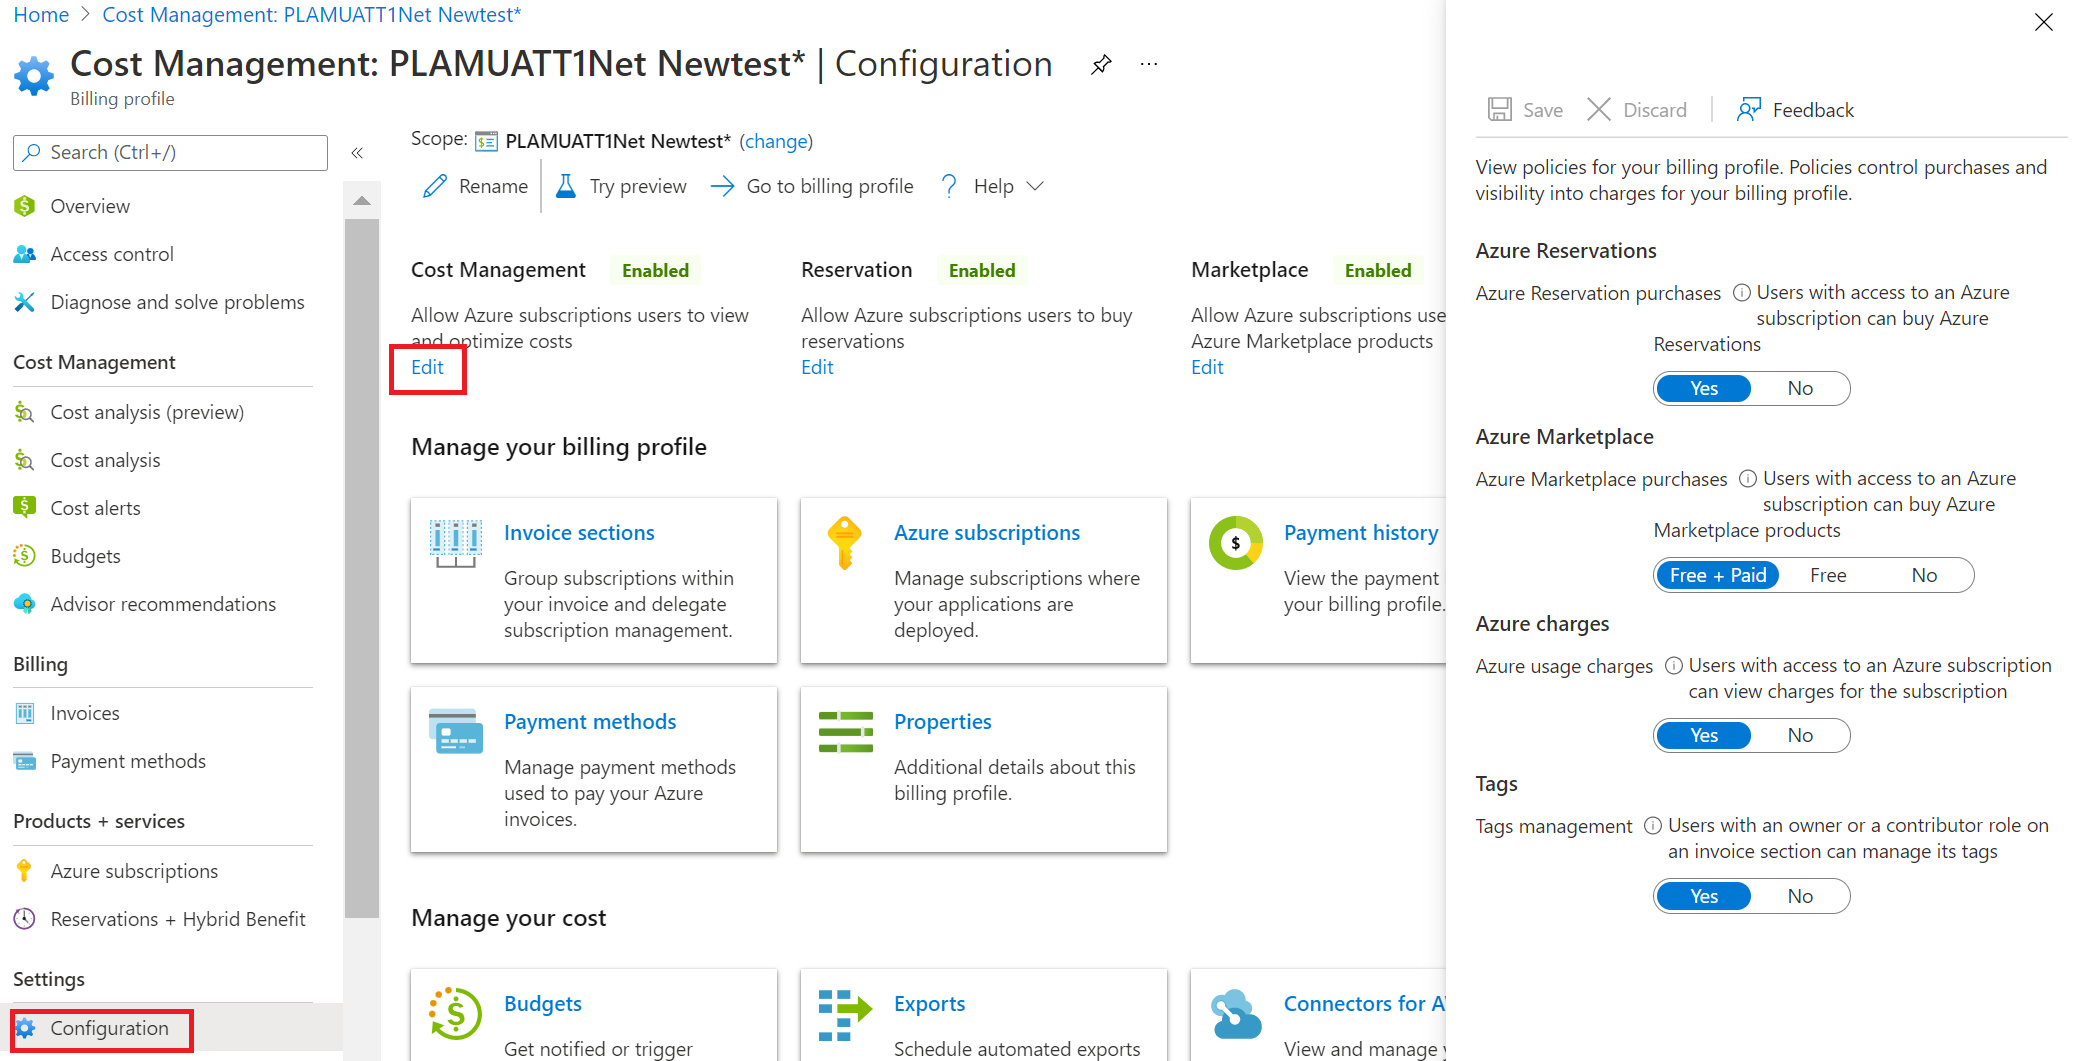 Home > Cost Management: PLAMUATT1Net Newtest*
Cost Management: PLAMUATT1Net Newtest* | Configuration
Billing profile
Search (Ctrl+/)
Overview
Access control
Diagnose and solve problems
Cost Management
Cost analysis (preview)
Cost analysis
Cost alerts
Budgets
Advisor recommendations
Billing
Invoices
Payment methods
Products + services
Azure subscriptions
Reservations + Hybrid Benefit
Settings
Configuration
Scope: PLAMUATT1Net Newtest* (change)
Rename Try preview Go to billing profile Help
Cost Management Enabled
Allow Azure subscriptions users to view
and optimize costs
Edit
Reservation Enabled
Allow Azure subscriptions users to buy
reservations
Edit
Marketplace Enabled
Allow Azure subscriptions use
Azure Marketplace products
Edit
Manage your billing profile
Invoice sections
Group subscriptions within
your invoice and delegate
subscription management.
Azure subscriptions
Manage subscriptions where
your applications are
deployed.
Payment history
View the payment
your billing profile.
Payment methods
Manage payment methods
used to pay your Azure
invoices.
Properties
Additional details about this
billing profile.
Manage your cost
Budgets
Get notified or trigger
Exports
Schedule automated exports
Connectors for A
View and manage
Save Discard Feedback
View policies for your billing profile. Policies control purchases and
visibility into charges for your billing profile.
Azure Reservations
Azure Reservation purchases Users with access to an Azure
subscription can buy Azure
Reservations
Yes No
Azure Marketplace
Azure Marketplace purchases Users with access to an Azure
subscription can buy Azure
Marketplace products
Free + Paid Free No
Azure charges
Azure usage charges Users with access to an Azure subscription
can view charges for the subscription
Yes No
Tags
Tags management Users with an owner or a contributor role on
an invoice section can manage its tags
Yes No